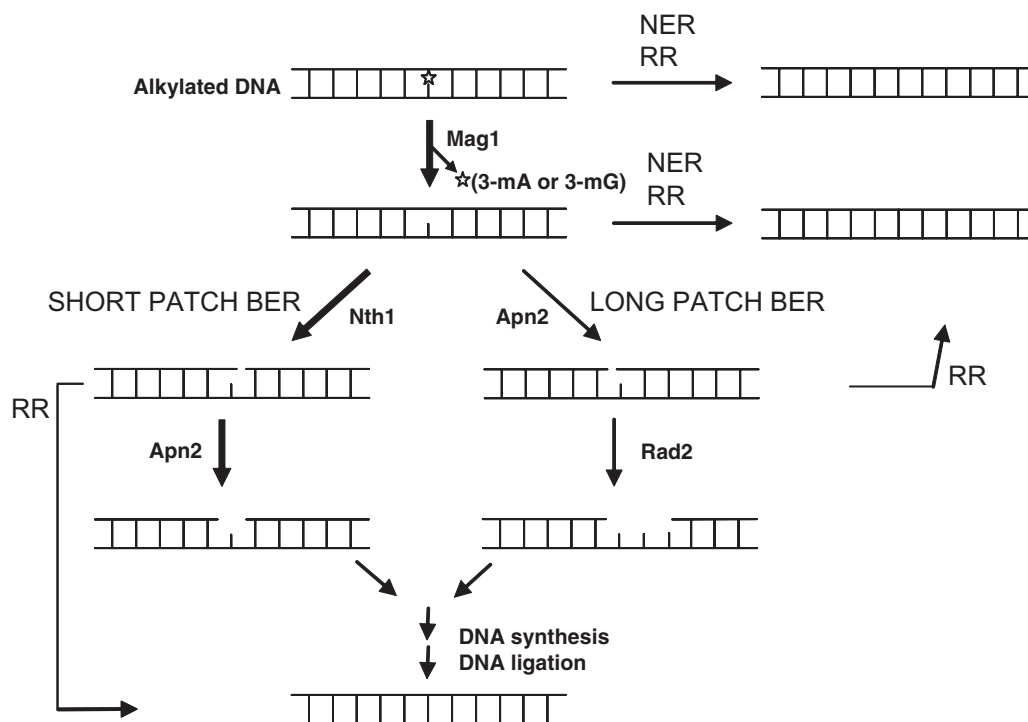 NER
RR
Alkylated DNA
Mag1
(3-mA or 3-mG)
NER
RR
SHORT PATCH BER
Nth1
Apn2
LONG PATCH BER
RR
RR
Apn2
Rad2
DNA synthesis
DNA ligation